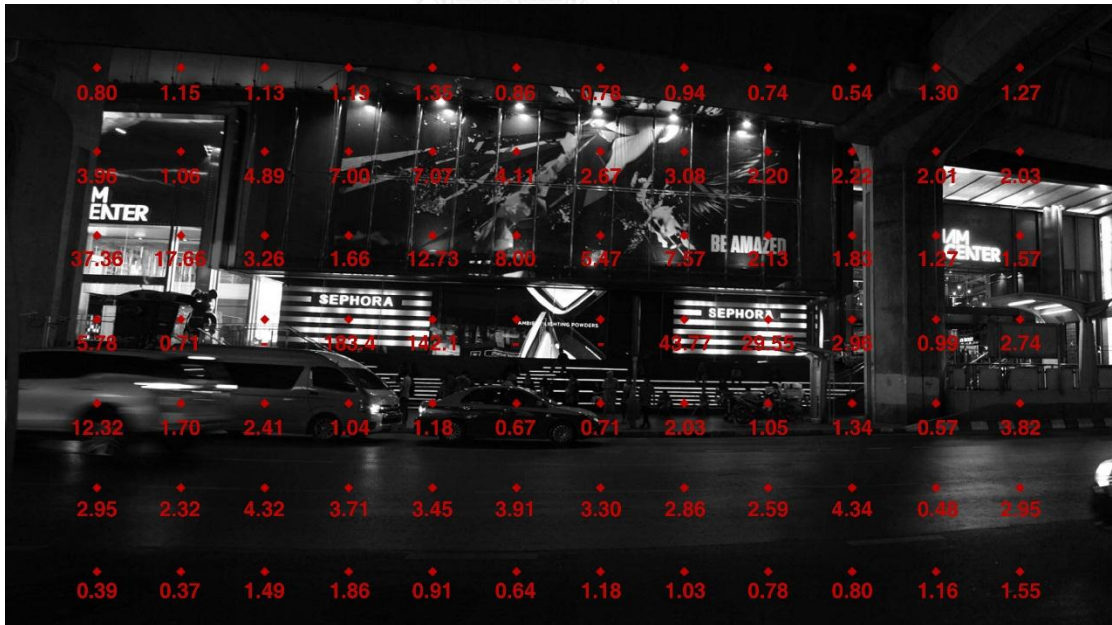 0.80 1.15 1.13 1.19 1.35 0.86 0.78 0.94 0.74 0.54 1.30 1.27
3.96 1.06 4.89 7.00 7.07 4.11 2.67 3.08 2.20 2.22 2.01 2.03
M
ENTER
BE AMAZED
IAM
CENTER
37.36 17.66 3.26 1.66 12.73 8.00 6.47 7.57 2.13 1.83 1.27 1.57
SEPHORA
SEPHORA
AMBIENT LIGHTING POWDERS
5.78 0.71 - 183.4 142.1 - - 43.77 29.55 2.96 0.99 2.74
12.32 1.70 2.41 1.04 1.18 0.67 0.71 2.03 1.05 1.34 0.57 3.82
2.95 2.32 4.32 3.71 3.45 3.91 3.30 2.86 2.59 4.34 0.48 2.95
0.39 0.37 1.49 1.86 0.91 0.64 1.18 1.03 0.78 0.80 1.16 1.55